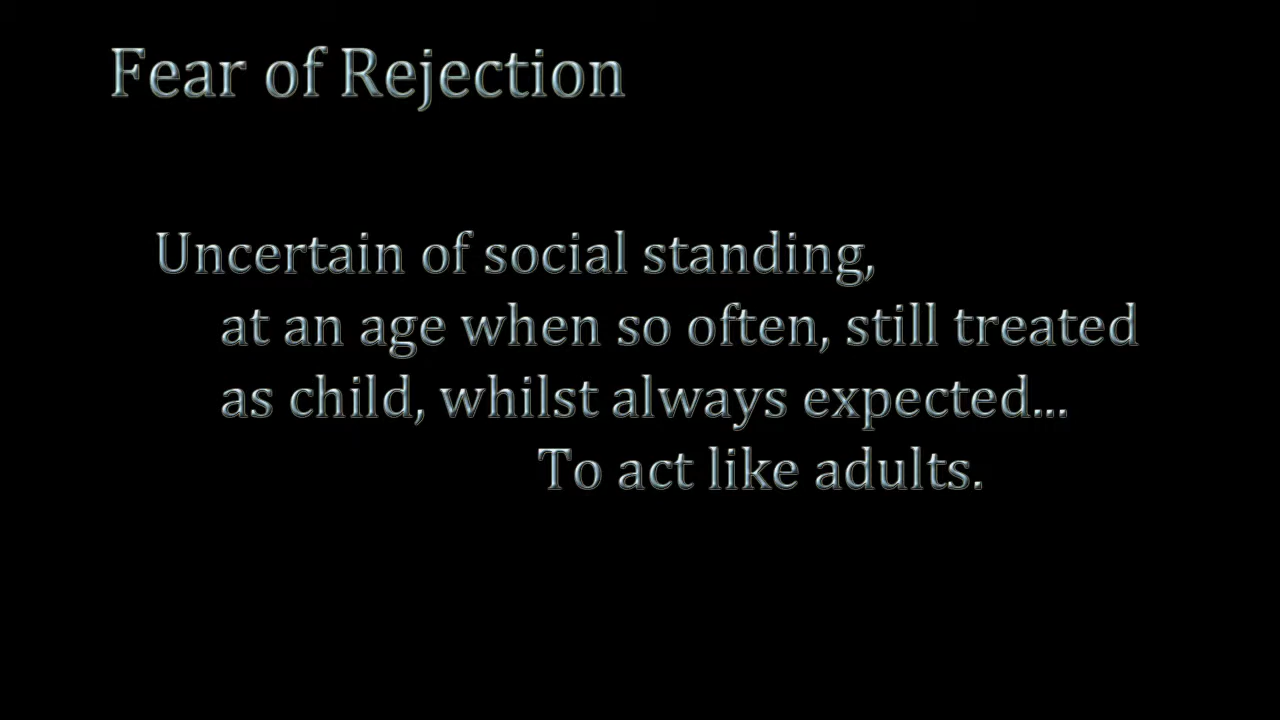 Fear of Rejection
Uncertain of social standing,
at an age when so often, still treated
as child, whilst always expected...
To act like adults.